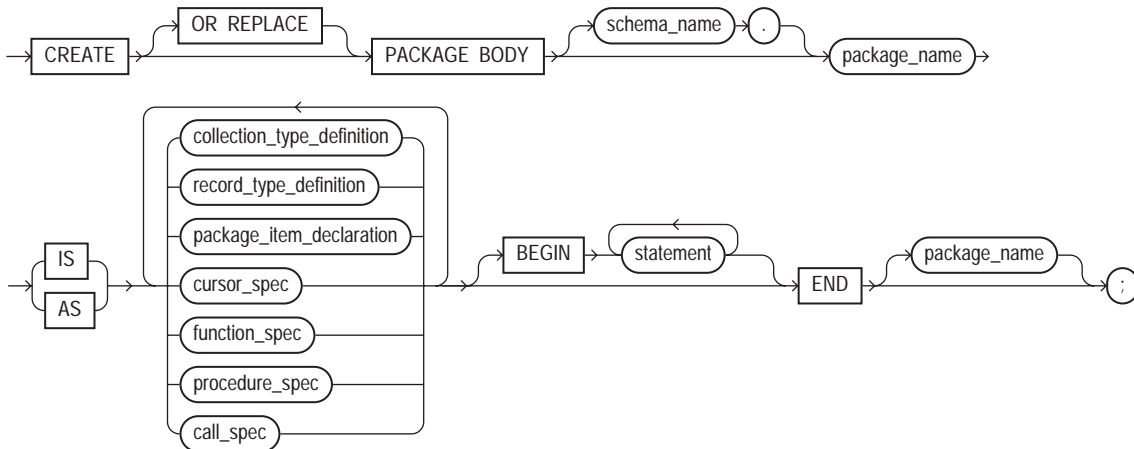 OR REPLACE
schema_name .
CREATE
PACKAGE BODY
package_name
collection_type_definition
record_type_definition
package_item_declaration
BEGIN
statement
package_name
IS
cursor_spec
END
;
AS
function_spec
procedure_spec
call_spec